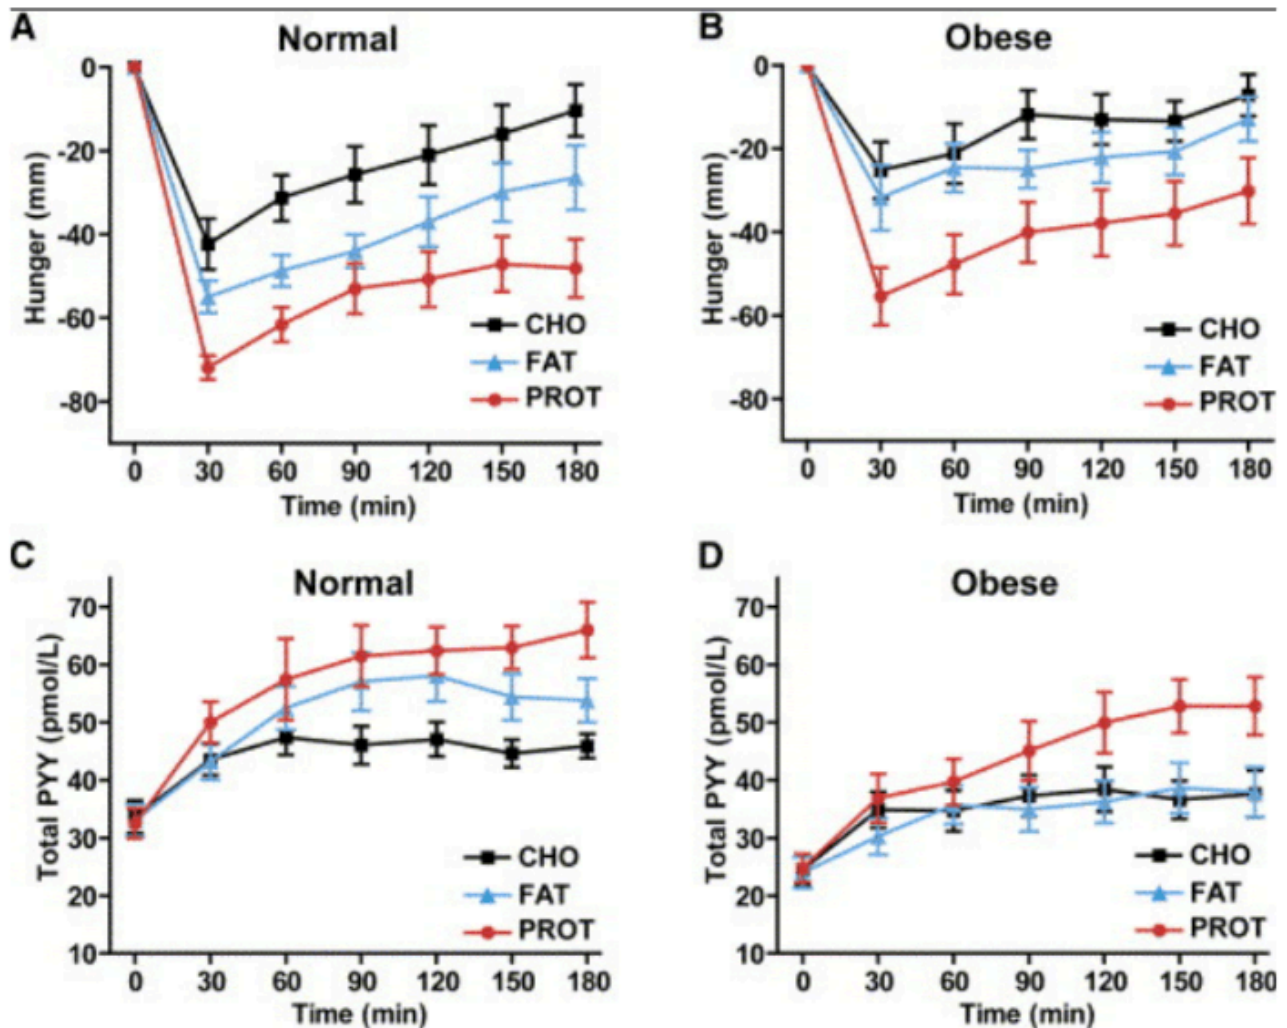 A
Normal
Hunger (mm)
0
-20
-40
-60
-80
CHO
FAT
PROT
0 30 60 90 120 150 180
Time (min)
B
Obese
Hunger (mm)
0
-20
-40
-60
-80
CHO
FAT
PROT
0 30 60 90 120 150 180
Time (min)
C
Normal
Total PYY (pmol/L)
70
60
50
40
30
20
10
CHO
FAT
PROT
0 30 60 90 120 150 180
Time (min)
D
Obese
Total PYY (pmol/L)
70
60
50
40
30
20
10
CHO
FAT
PROT
0 30 60 90 120 150 180
Time (min)